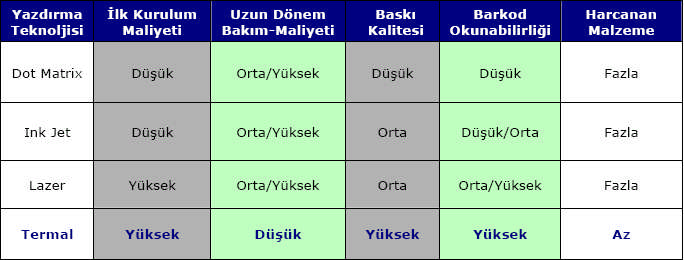 Yazdırma Teknoljisi İlk Kurulum Maliyeti Uzun Dönem Bakım-Maliyeti Baskı Kalitesi Barkod Okunabilirliği Harcanan Malzeme
Dot Matrix Düşük Orta/Yüksek Düşük Düşük Fazla
Ink Jet Düşük Orta/Yüksek Orta Düşük/Orta Fazla
Lazer Yüksek Orta/Yüksek Orta Orta/Yüksek Fazla
Termal Yüksek Düşük Yüksek Yüksek Az